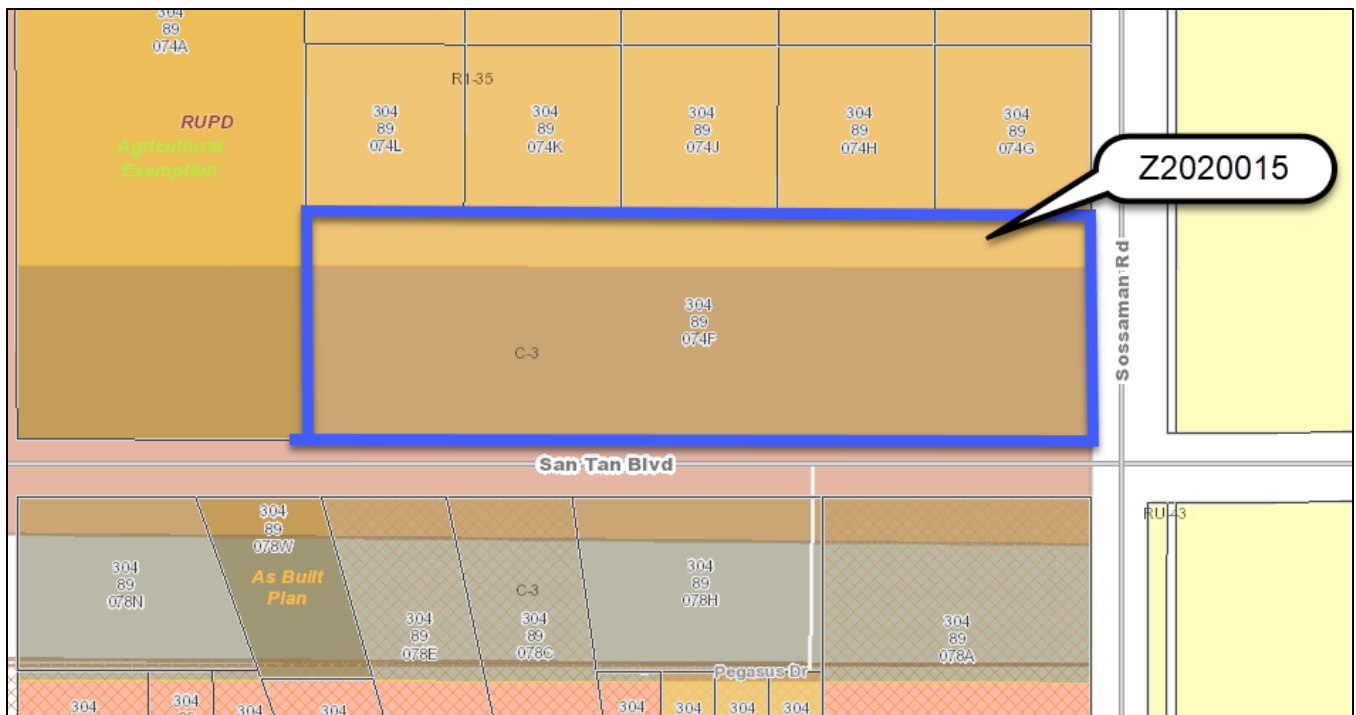 304
89
074A
R1-35
RUPD
Agricultural
Exemption
304
89
074L
304
89
074K
304
89
074J
304
89
074H
304
89
074G
Z2020015
Sossaman Rd
304
89
074F
C-3
San Tan Blvd
304
89
078W
As Built
Plan
304
89
078N
304
89
078E
C-3
304
89
078C
304
89
078H
304
89
078A
RU-43
Pegasus Dr
304
304
304
304
304
304
304
304